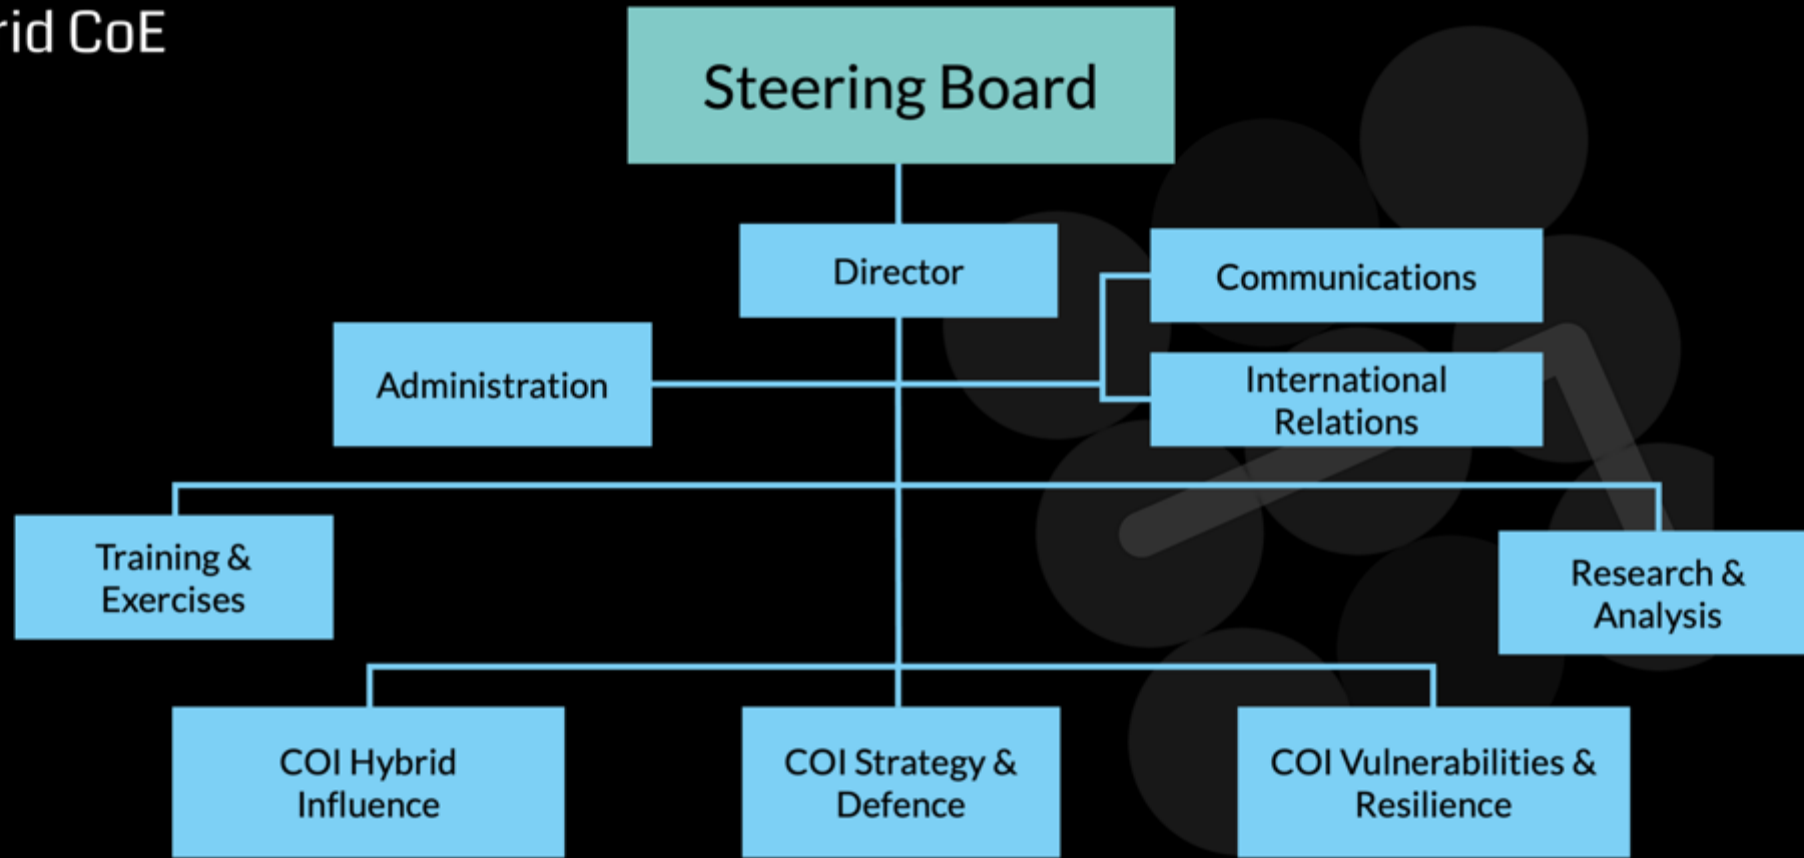 rid CoE
Steering Board
Director
Communications
Administration
International
Relations
Training &
Exercises
Research &
Analysis
COI Hybrid
Influence
COI Strategy &
Defence
COI Vulnerabilities &
Resilience